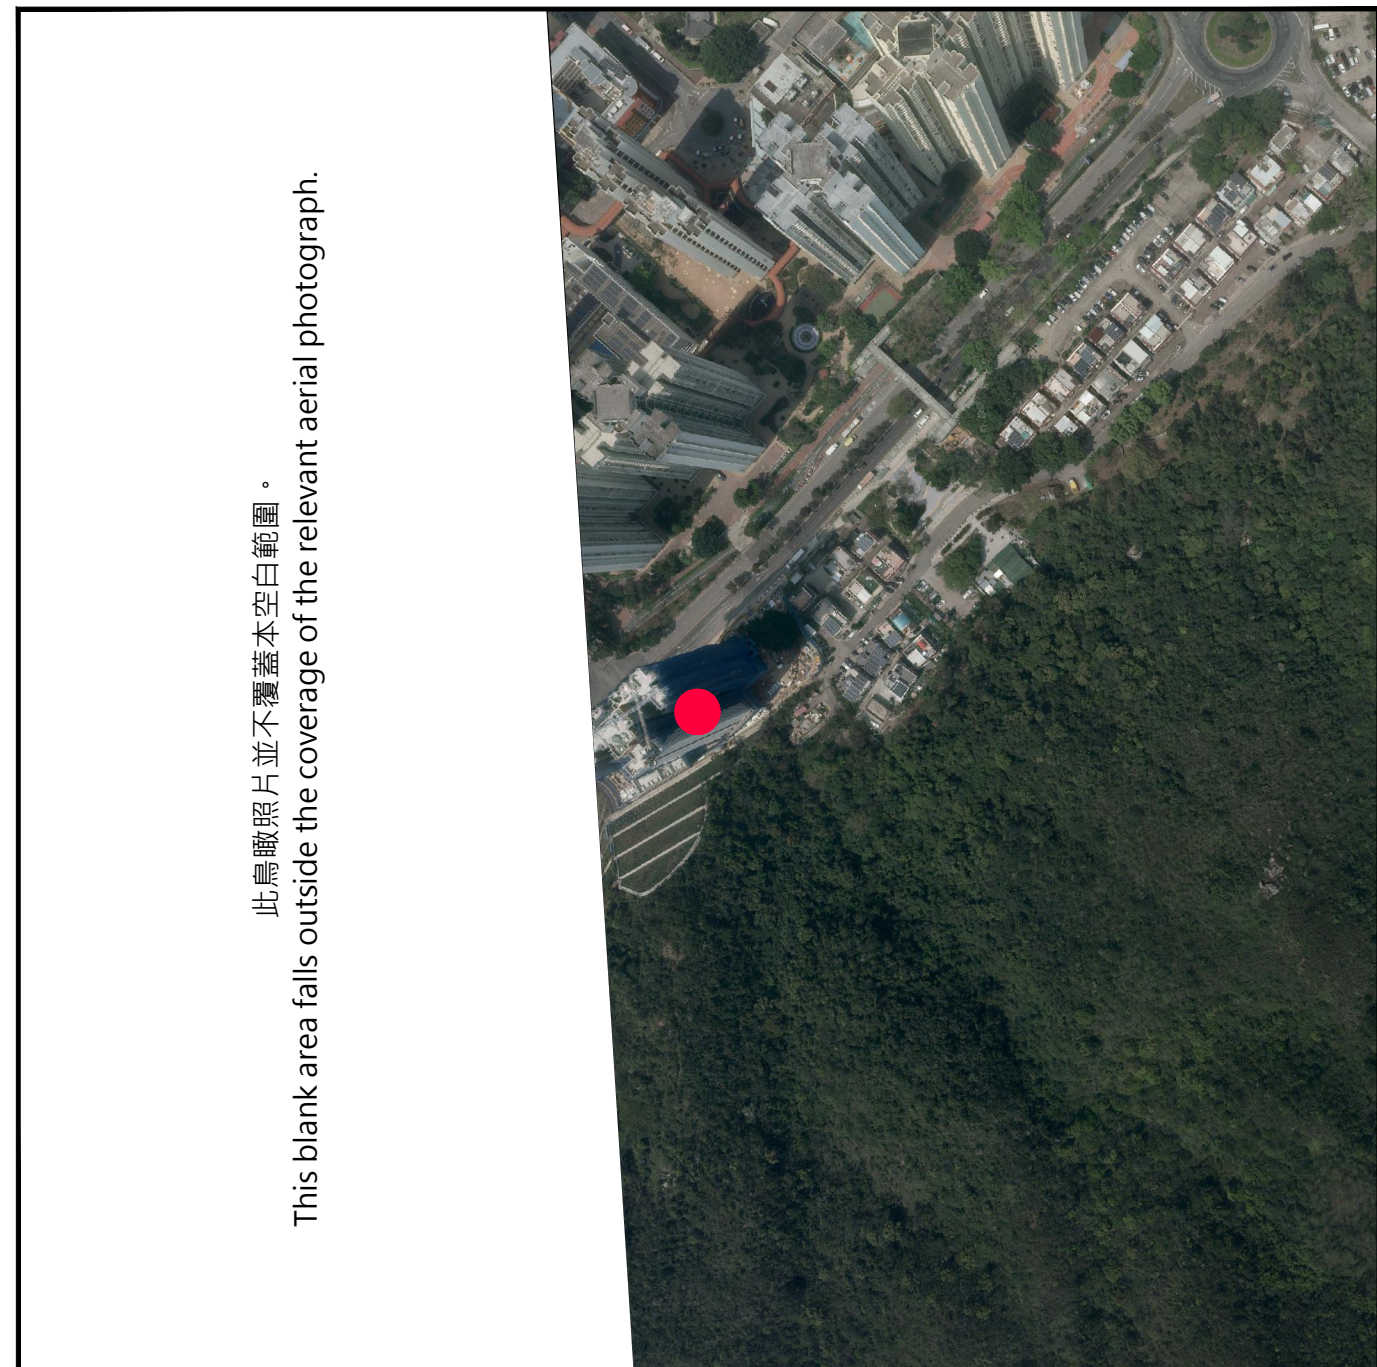 此鳥瞰照片並不覆蓋本空白範圍。
This blank area falls outside the coverage of the relevant aerial photograph.